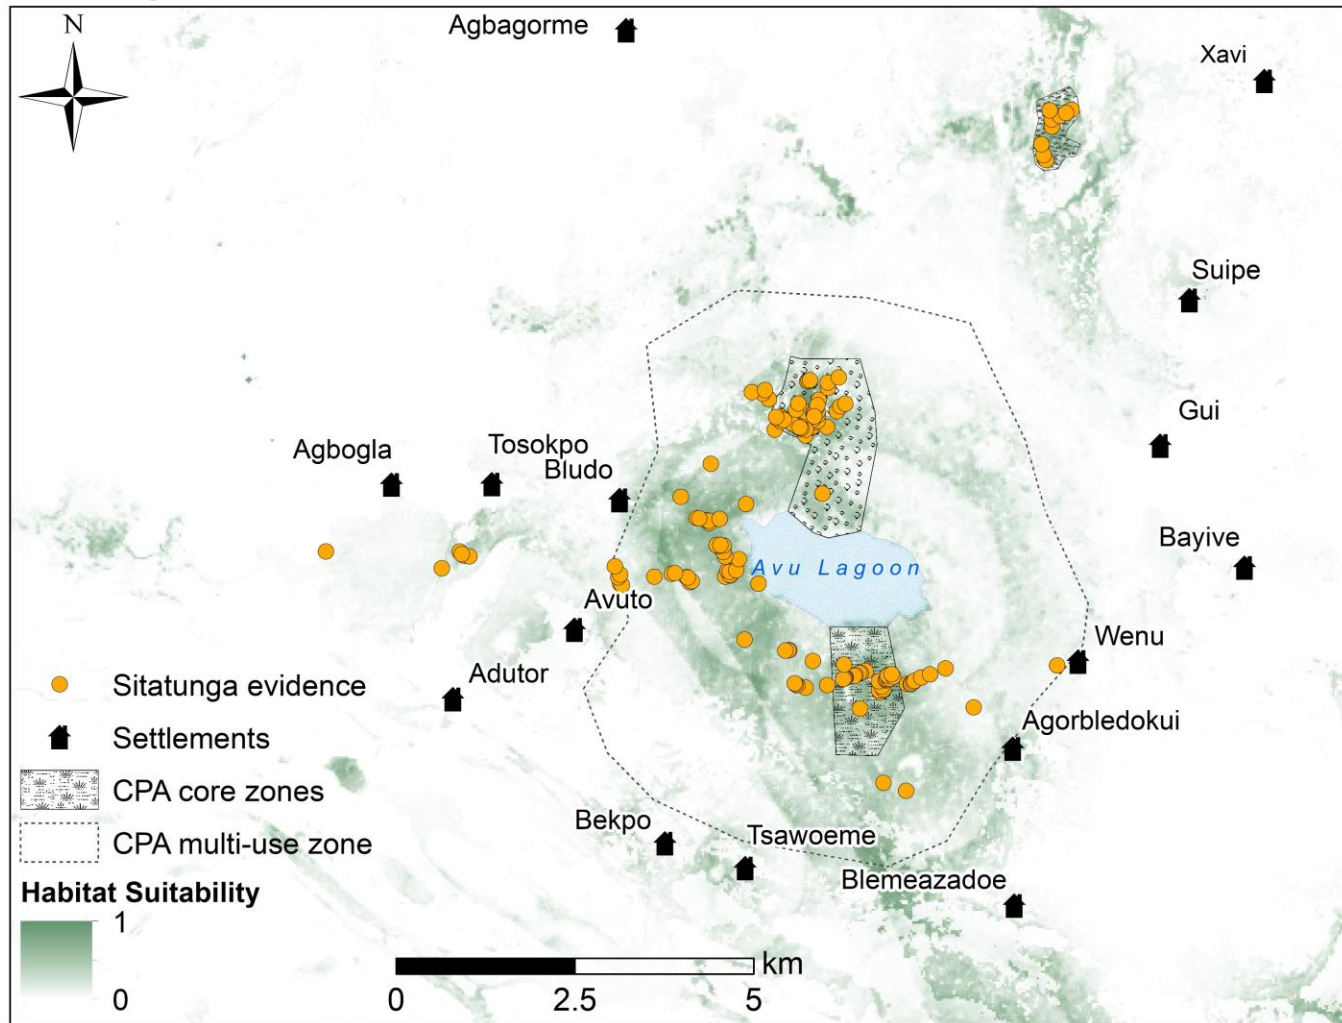 N
Agbagorme
Xavi
Suipe
Gui
Agbogla
Tosokpo
Bludo
Bayive
Avu Lagoon
Avuto
Wenu
Adutor
Agorbledokui
Bekpo
Tsawoeme
Blemeazadoe
Sitatunga evidence
Settlements
CPA core zones
CPA multi-use zone
Habitat Suitability
1
0
km
0 2.5 5